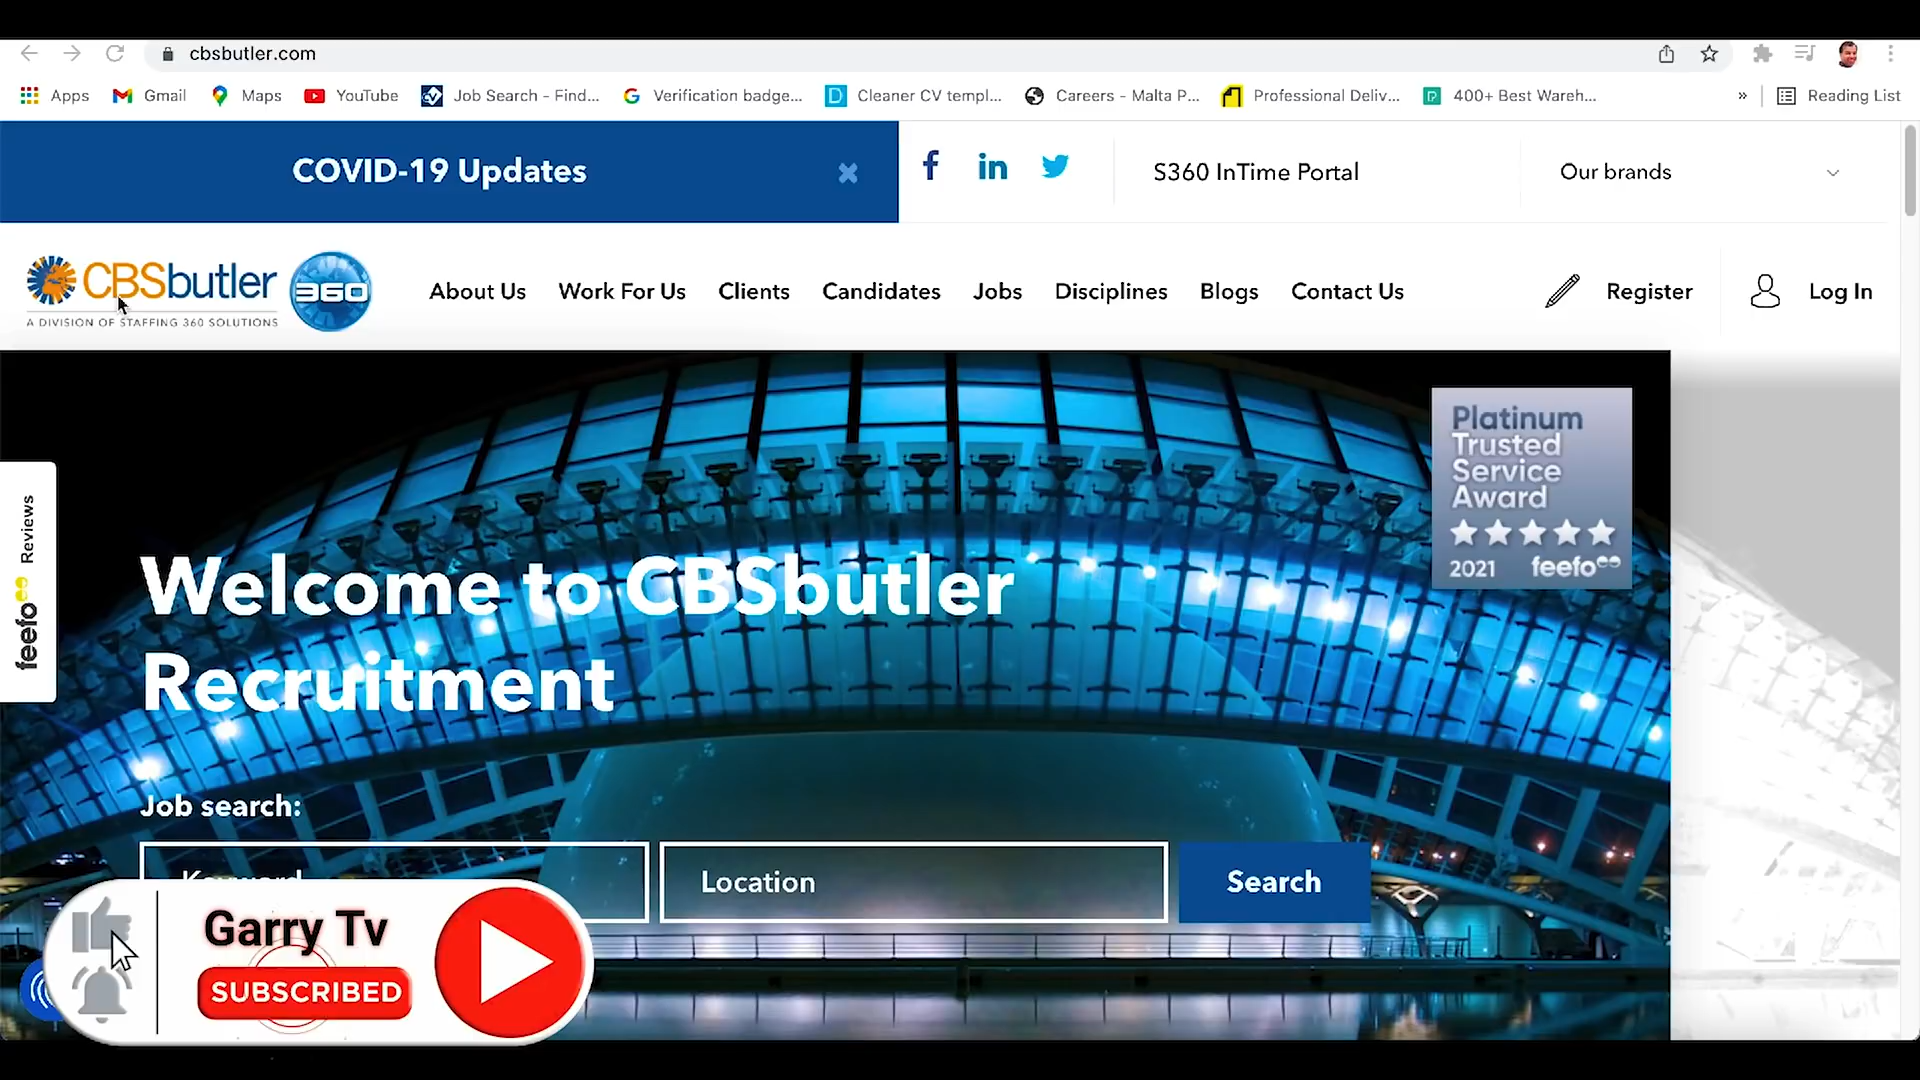 cbsbutler.com
Apps
Gmail
Maps
YouTube
Job Search - Find...
Verification badge...
Cleaner CV templ...
Careers - Malta P...
Professional Deliv...
400+ Best Wareh...
»
Reading List
COVID-19 Updates
S360 InTime Portal
Our brands
CBSbutler
A DIVISION OF STAFFING 360 SOLUTIONS
360
About Us
Work For Us
Clients
Candidates
Jobs
Disciplines
Blogs
Contact Us
Register
Log In
Platinum
Trusted
Service
Award
2021 feefo
Reviews
feefo
Welcome to CBSbutler
Recruitment
Job search:
Keyword
Location
Search
Garry Tv
SUBSCRIBED